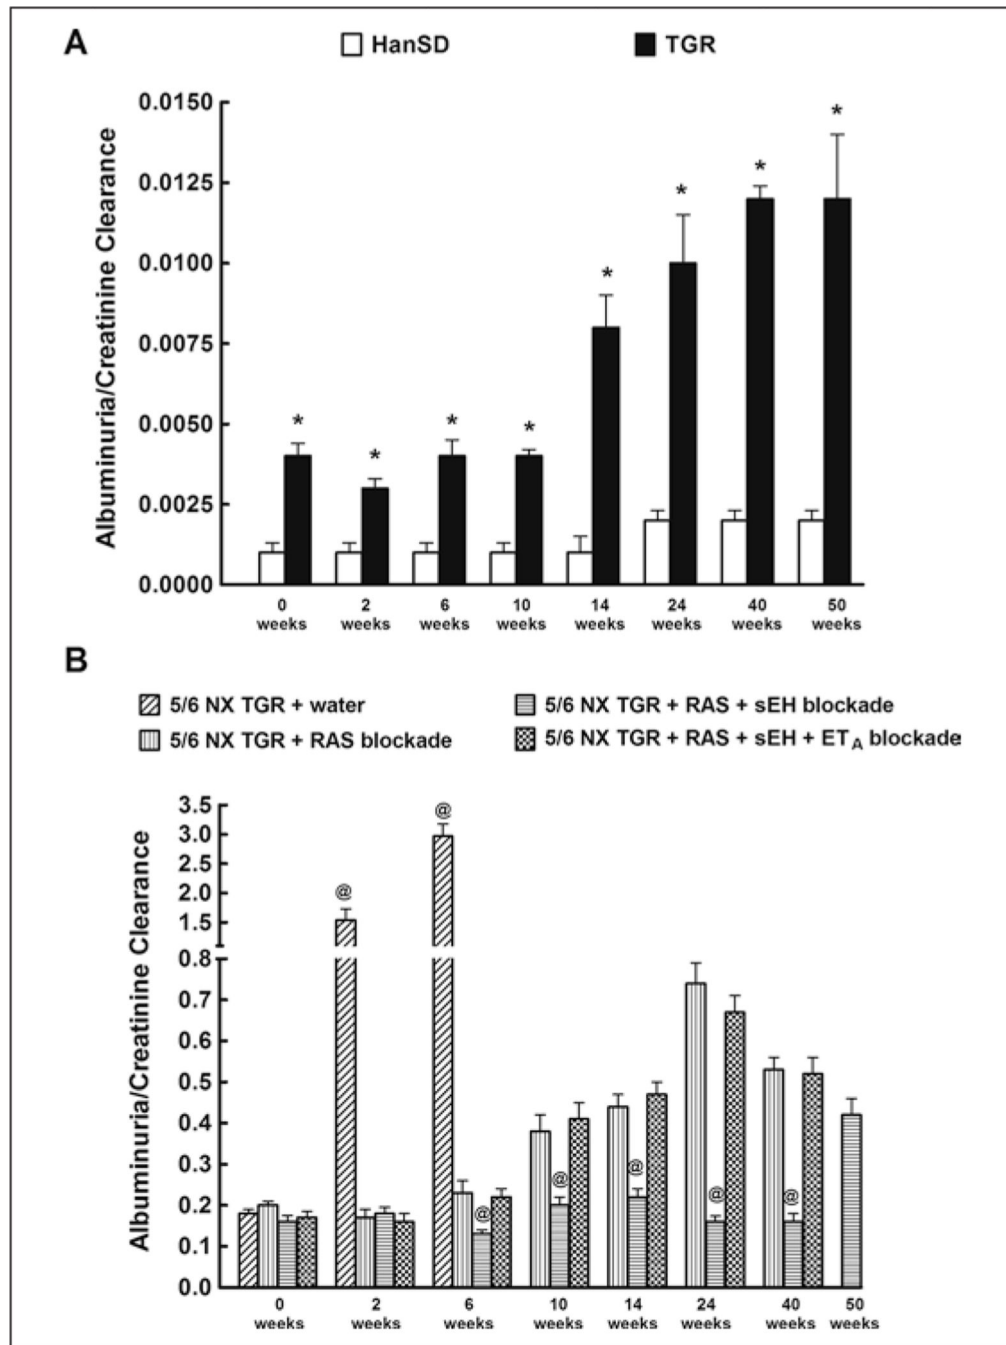 A
HanSD TGR
Albuminuria/Creatinine Clearance
0.0150
0.0125
0.0100
0.0075
0.0050
0.0025
0.0000
* * * * * * * *
0 2 6 10 14 24 40 50
weeks weeks weeks weeks weeks weeks weeks weeks
B
5/6 NX TGR + water 5/6 NX TGR + RAS + sEH blockade
5/6 NX TGR + RAS blockade 5/6 NX TGR + RAS + sEH + ET A blockade
Albuminuria/Creatinine Clearance
3.5
3.0
2.5
2.0
1.5
0.8
0.7
0.6
0.5
0.4
0.3
0.2
0.1
0.0
@ @ @ @ @ @ @
0 2 6 10 14 24 40 50
weeks weeks weeks weeks weeks weeks weeks weeks